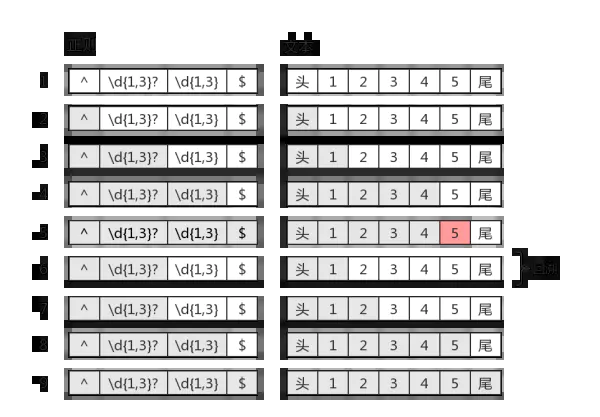 正则 文本
1 ^ \d{1,3}? \d{1,3} $ 头 1 2 3 4 5 尾
2 ^ \d{1,3}? \d{1,3} $ 头 1 2 3 4 5 尾
3 ^ \d{1,3}? \d{1,3} $ 头 1 2 3 4 5 尾
4 ^ \d{1,3}? \d{1,3} $ 头 1 2 3 4 5 尾
5 ^ \d{1,3}? \d{1,3} $ 头 1 2 3 4 5 尾
6 ^ \d{1,3}? \d{1,3} $ 头 1 2 3 4 5 尾
7 ^ \d{1,3}? \d{1,3} $ 头 1 2 3 4 5 尾
8 ^ \d{1,3}? \d{1,3} $ 头 1 2 3 4 5 尾
9 ^ \d{1,3}? \d{1,3} $ 头 1 2 3 4 5 尾